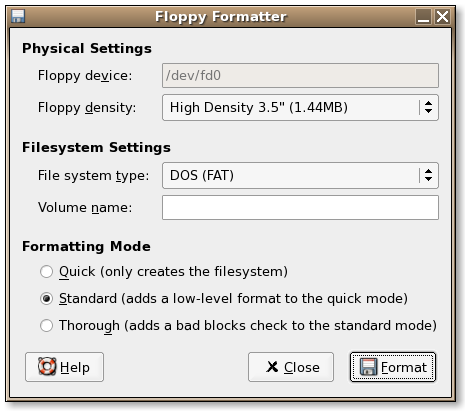 Floppy Formatter
Physical Settings
Floppy device: /dev/fd0
Floppy density: High Density 3.5" (1.44MB)
Filesystem Settings
File system type: DOS (FAT)
Volume name:
Formatting Mode
Quick (only creates the filesystem)
Standard (adds a low-level format to the quick mode)
Thorough (adds a bad blocks check to the standard mode)
Help Close Format